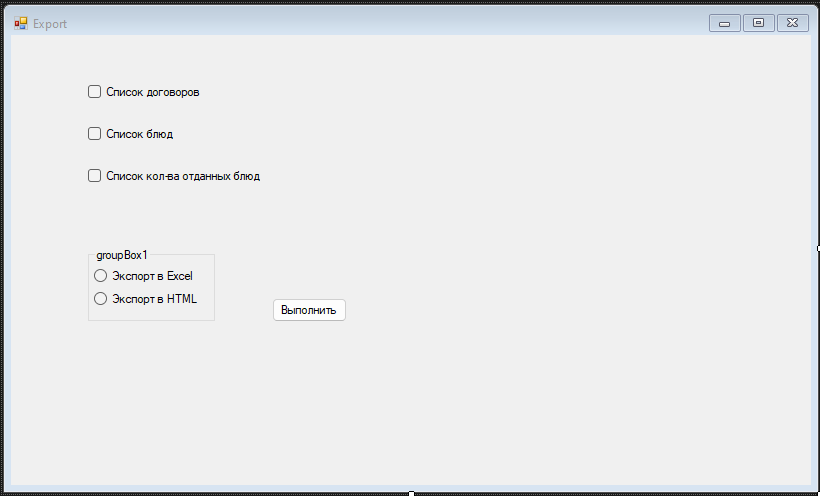 Export
Список договоров
Список блюд
Список кол-ва отданных блюд
groupBox1
Экспорт в Excel
Экспорт в HTML
Выполнить